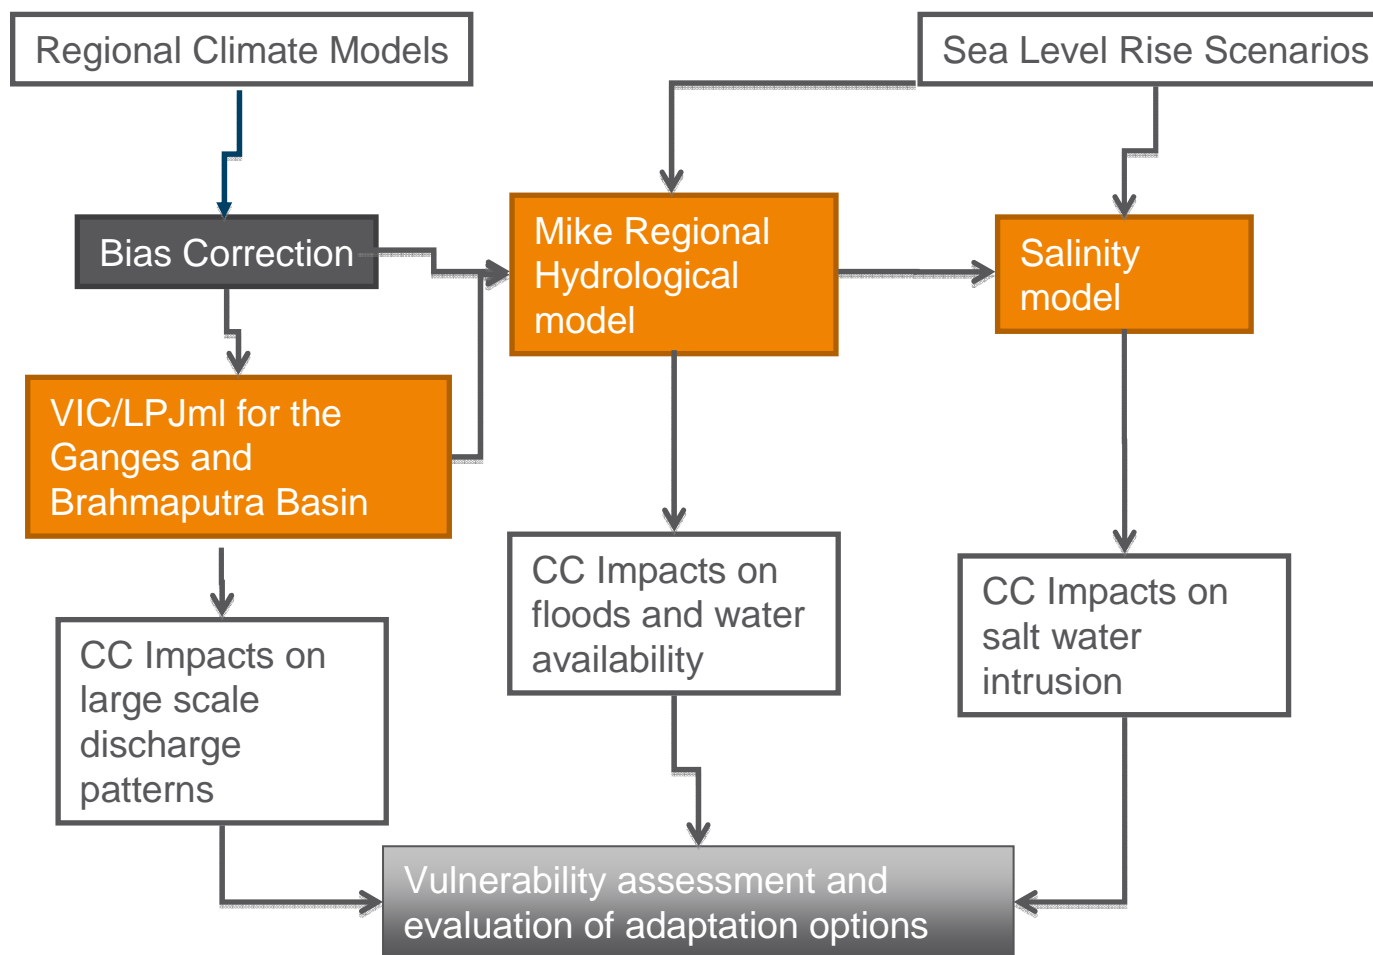 Regional Climate Models
Sea Level Rise Scenarios
Bias Correction
Mike Regional
Hydrological
model
Salinity
model
VIC/LPJml for the
Ganges and
Brahmaputra Basin
CC Impacts on
floods and water
availability
CC Impacts on
salt water
intrusion
CC Impacts on
large scale
discharge
patterns
Vulnerability assessment and
evaluation of adaptation options